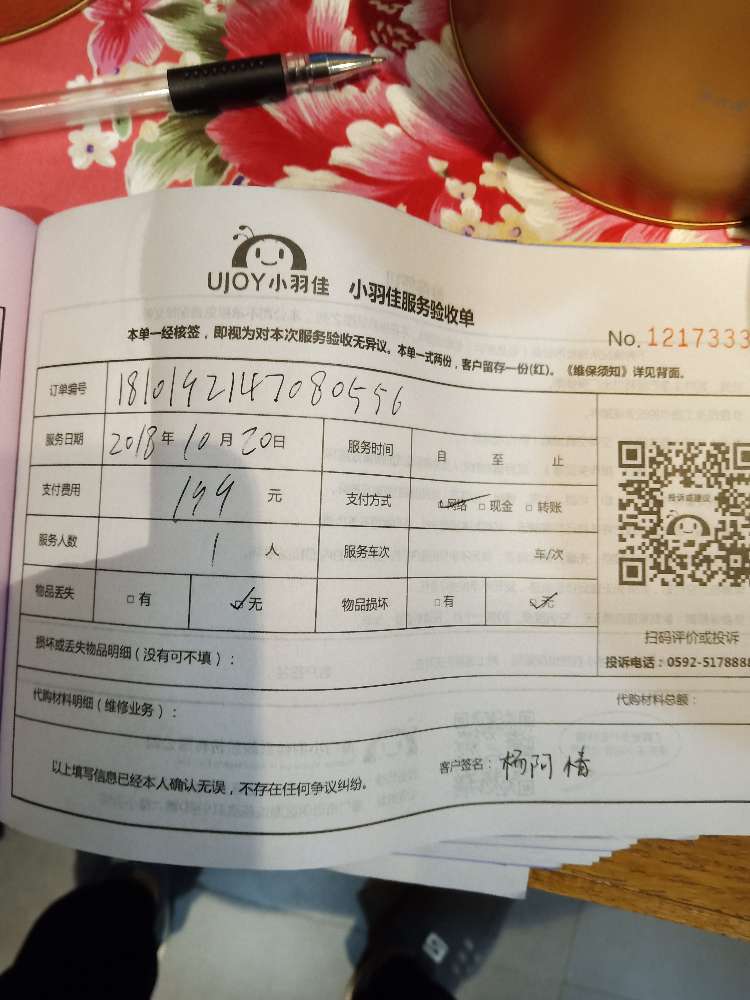 UJOY小羽佳 小羽佳服务验收单
本单一经核签，即视为对本次服务验收无异议。本单一式两份，客户留存一份(红)。《维保须知》详见背面。
No. 1217333
订单编号 1810192147080556
服务日期 2018年10月20日 服务时间 自 至 止
支付费用 199 元 支付方式 网络 □现金 □转账
服务人数 1 人 服务车次 车/次
物品丢失 □有 ☑无 物品损坏 □有 ☑无
投诉或建议
扫码评价或投诉
投诉电话：0592-5178888
损坏或丢失物品明细（没有可不填）：
代购材料明细（维修业务）： 代购材料总额：
以上填写信息已经本人确认无误，不存在任何争议纠纷。 客户签名：杨阿